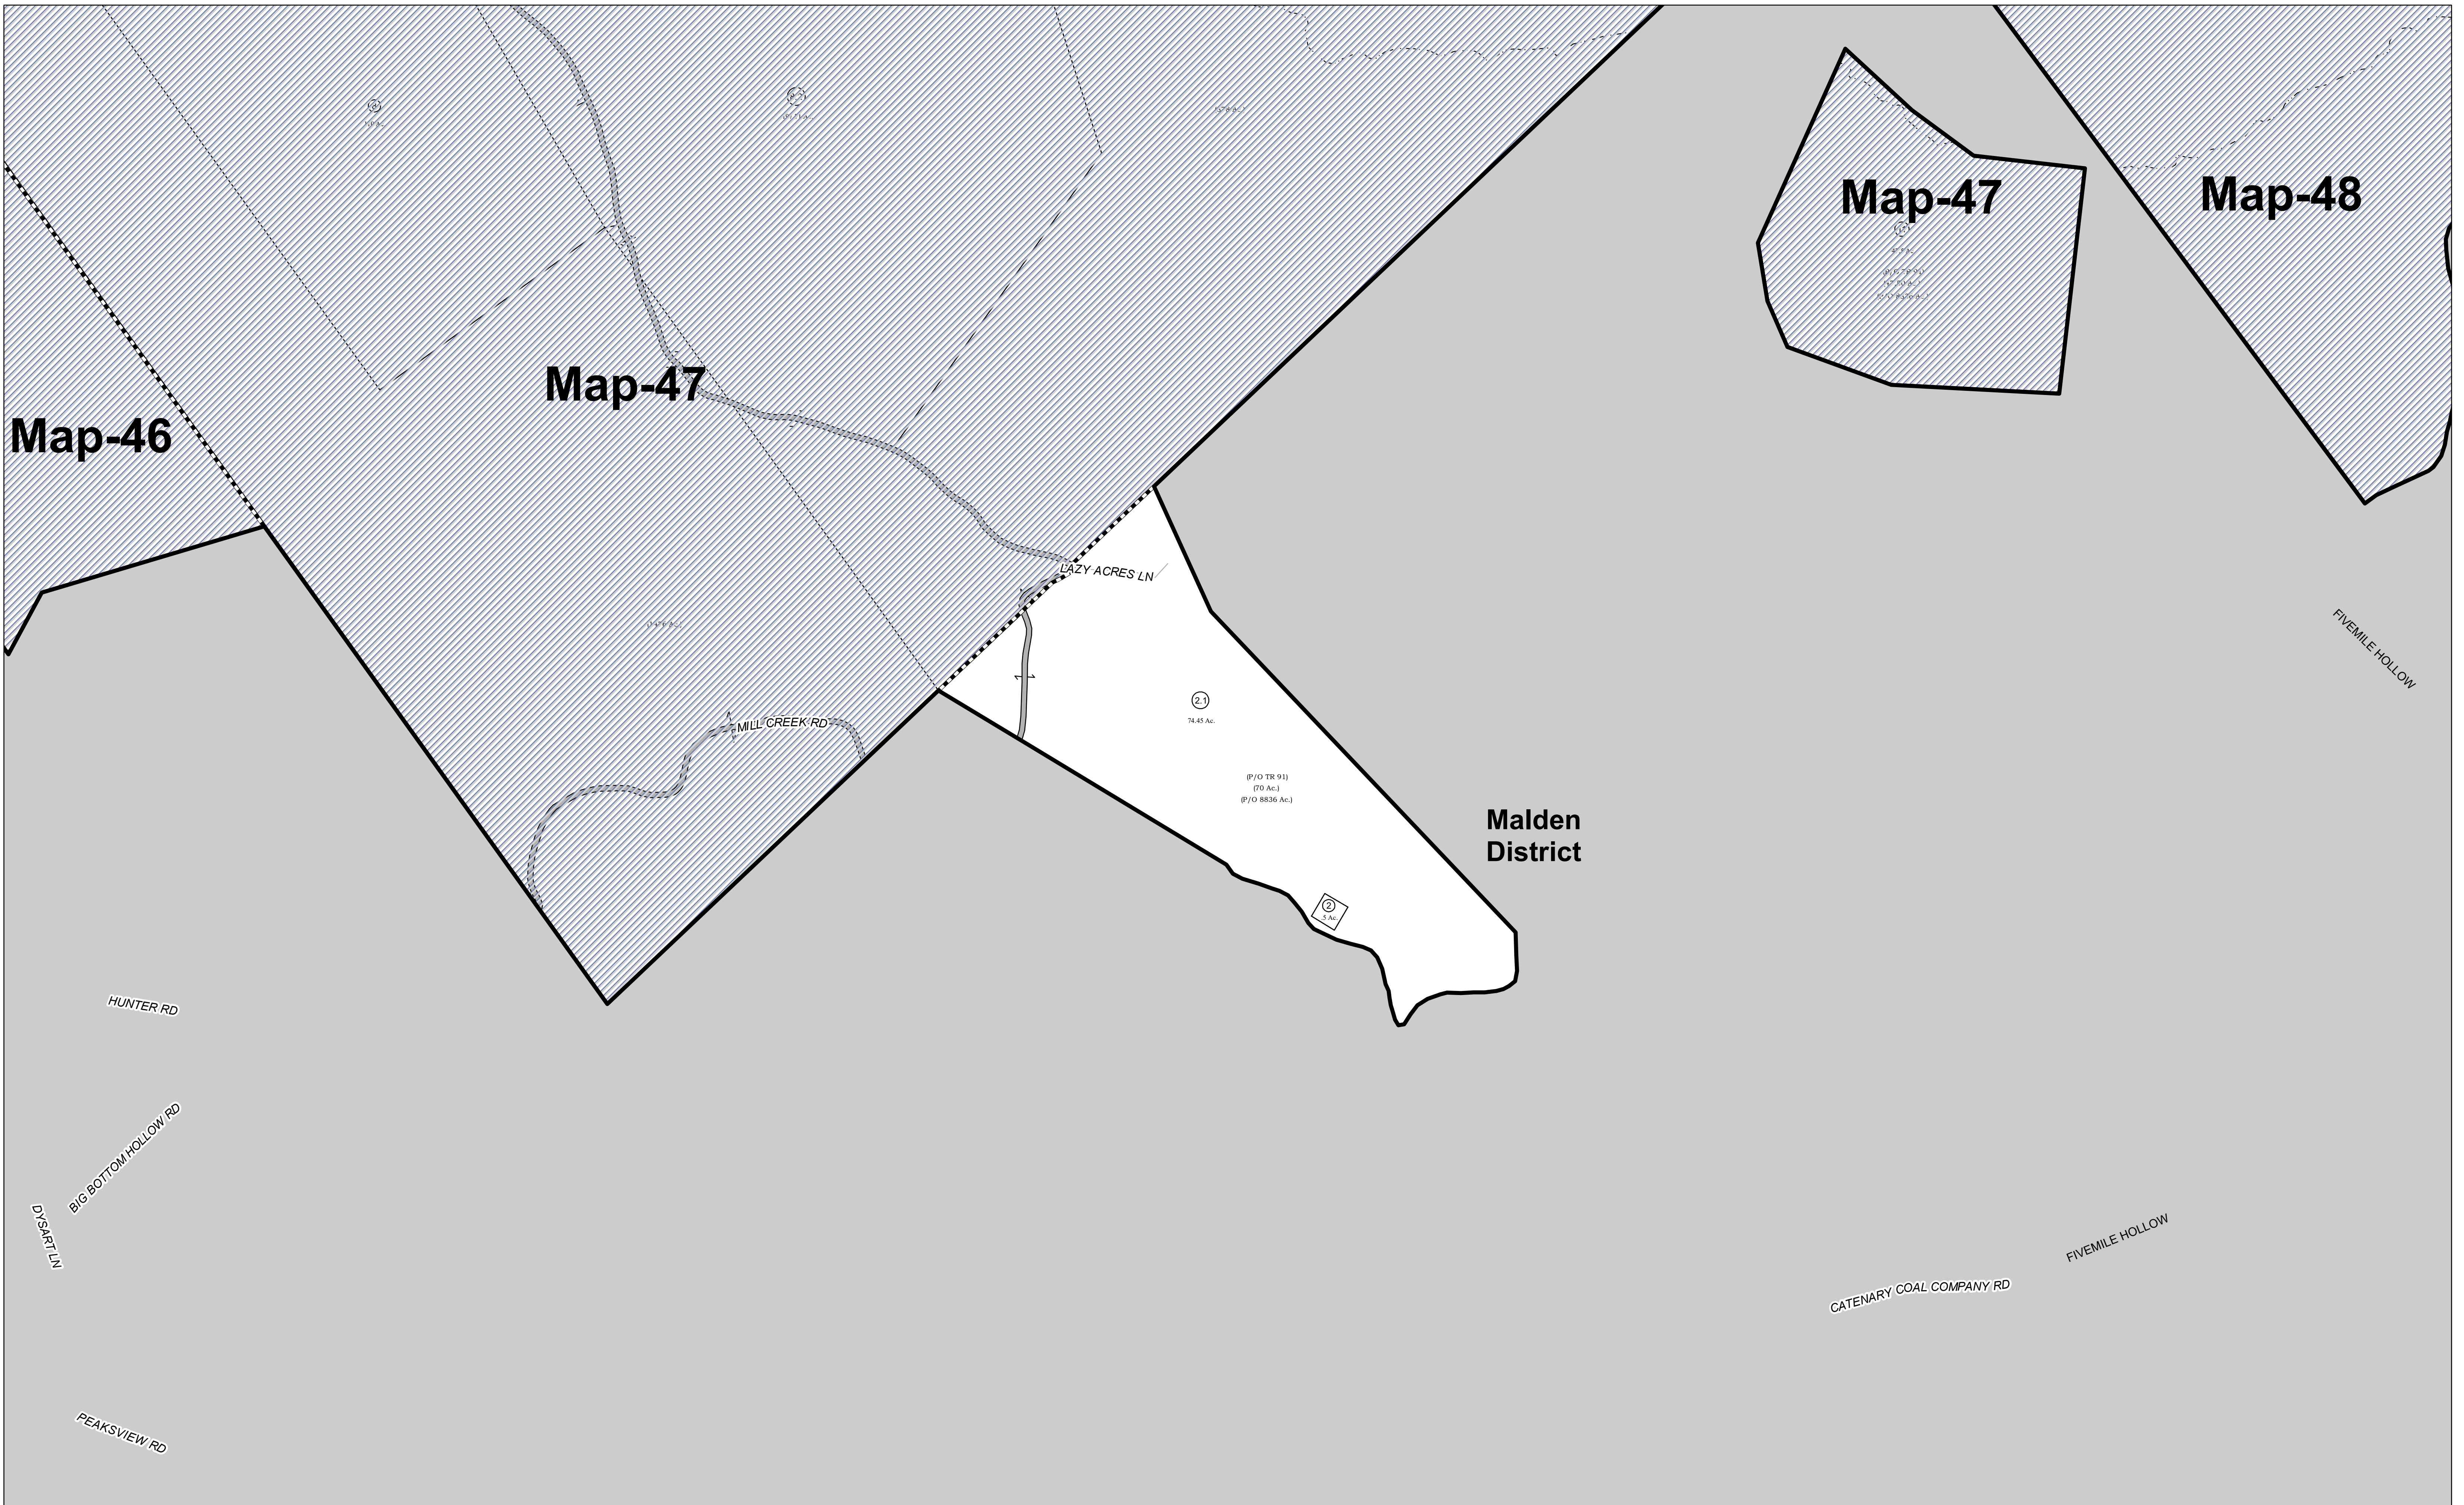 Map-47
Map-48
Map-47
Map-46
LAZY ACRES LN
FIVEMILE HOLLOW
2.1
74.45 Ac.
MILL CREEK RD
(P/O TR 91)
(70 Ac.)
(P/O 8836 Ac.)
Malden
District
2
.5 Ac.
HUNTER RD
BIG BOTTOM HOLLOW RD
DYSART LN
FIVEMILE HOLLOW
CATENARY COAL COMPANY RD
PEAKSVIEW RD